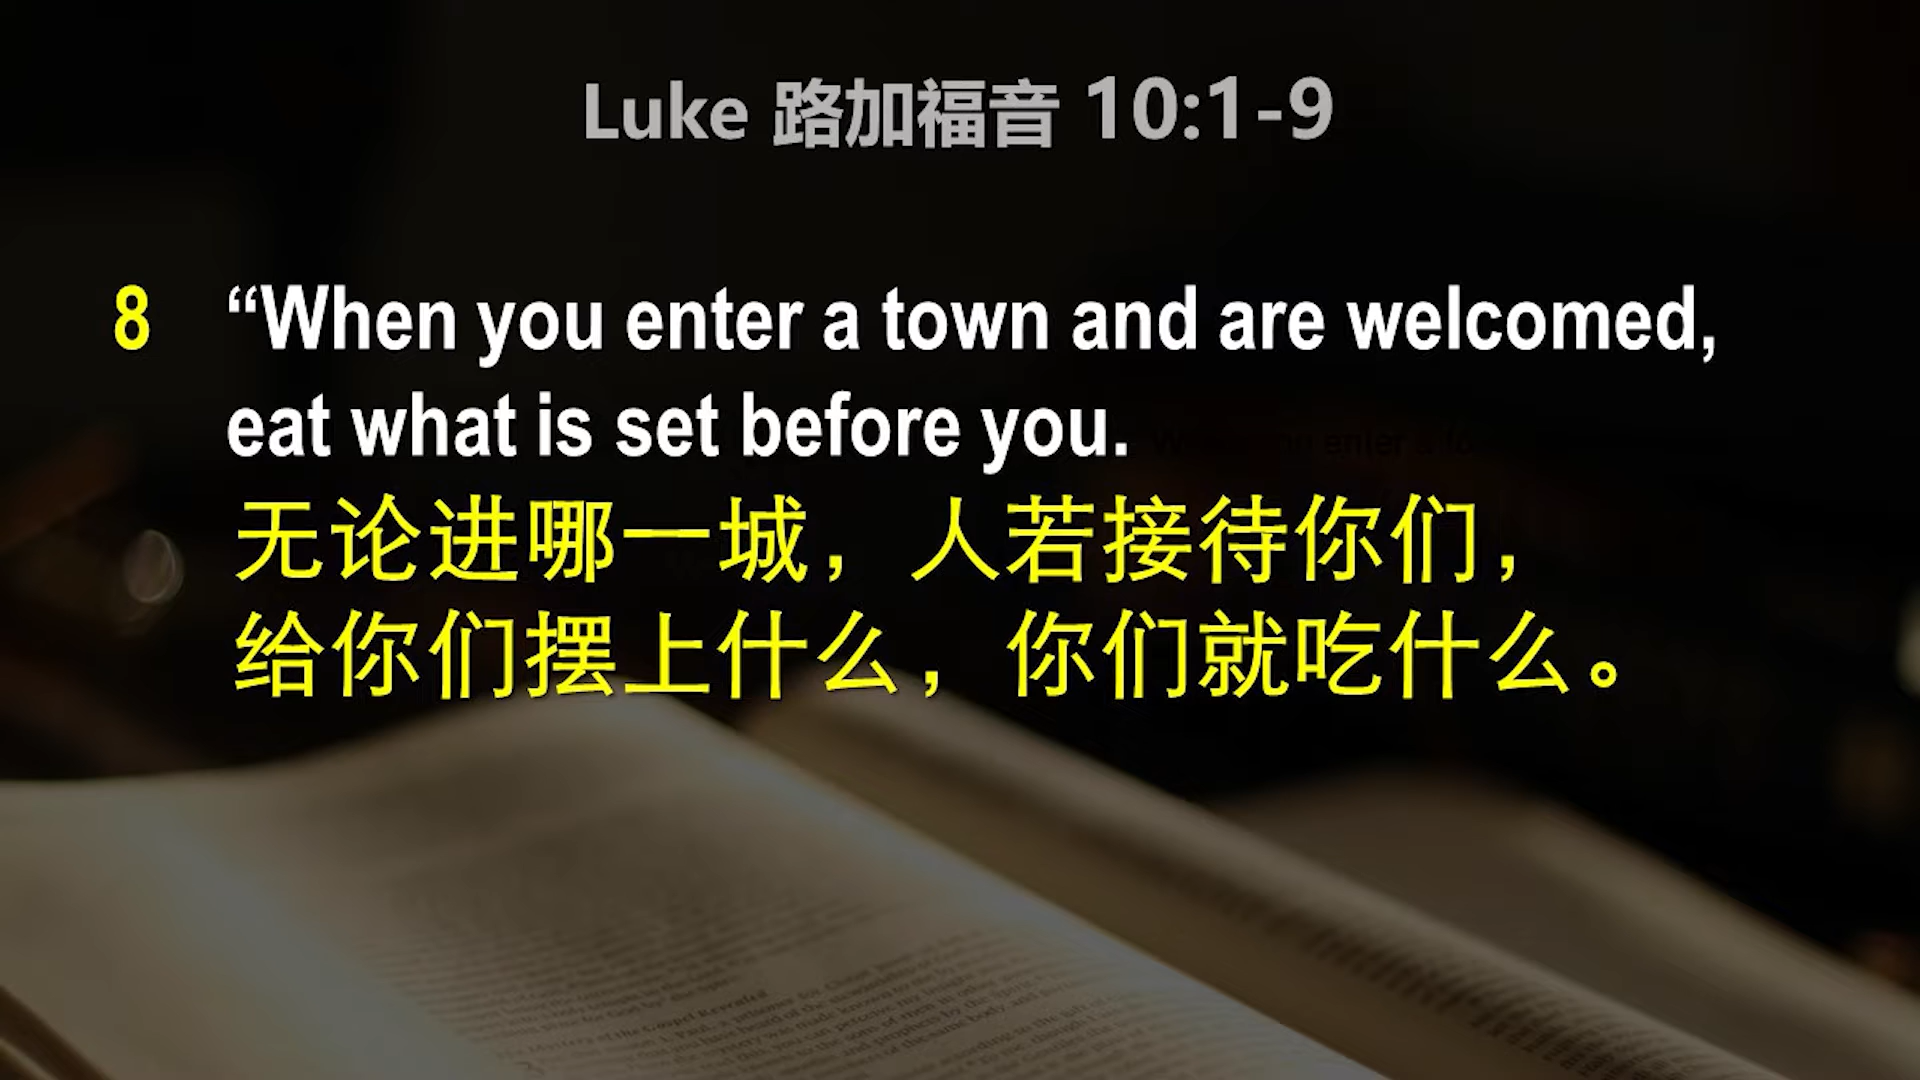 Luke 路加福音 10:1-9
8 “When you enter a town and are welcomed,
eat what is set before you.
无论进哪一城，人若接待你们，
给你们摆上什么，你们就吃什么。